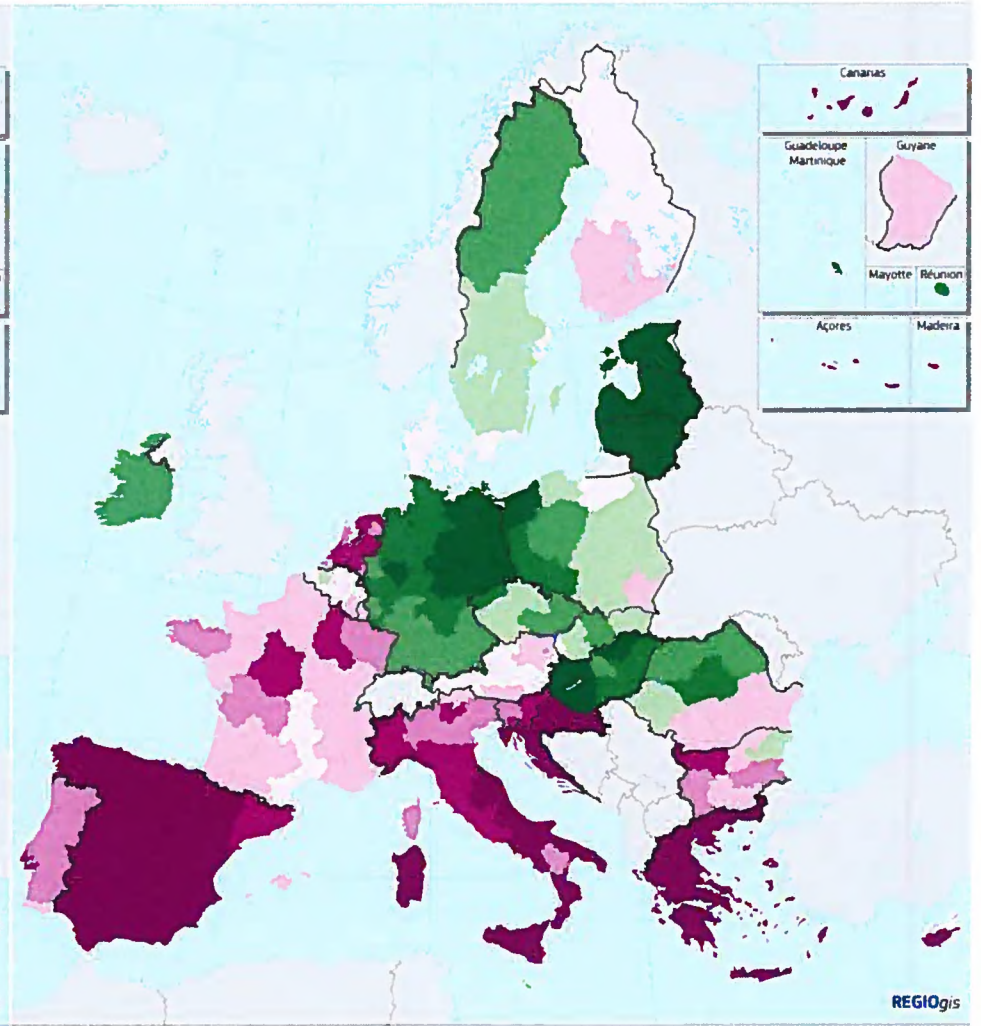 Canarias
Guadeloupe
Martinique
Guyane
Mayotte
Réunion
Açores
Madeira
REGIOgis